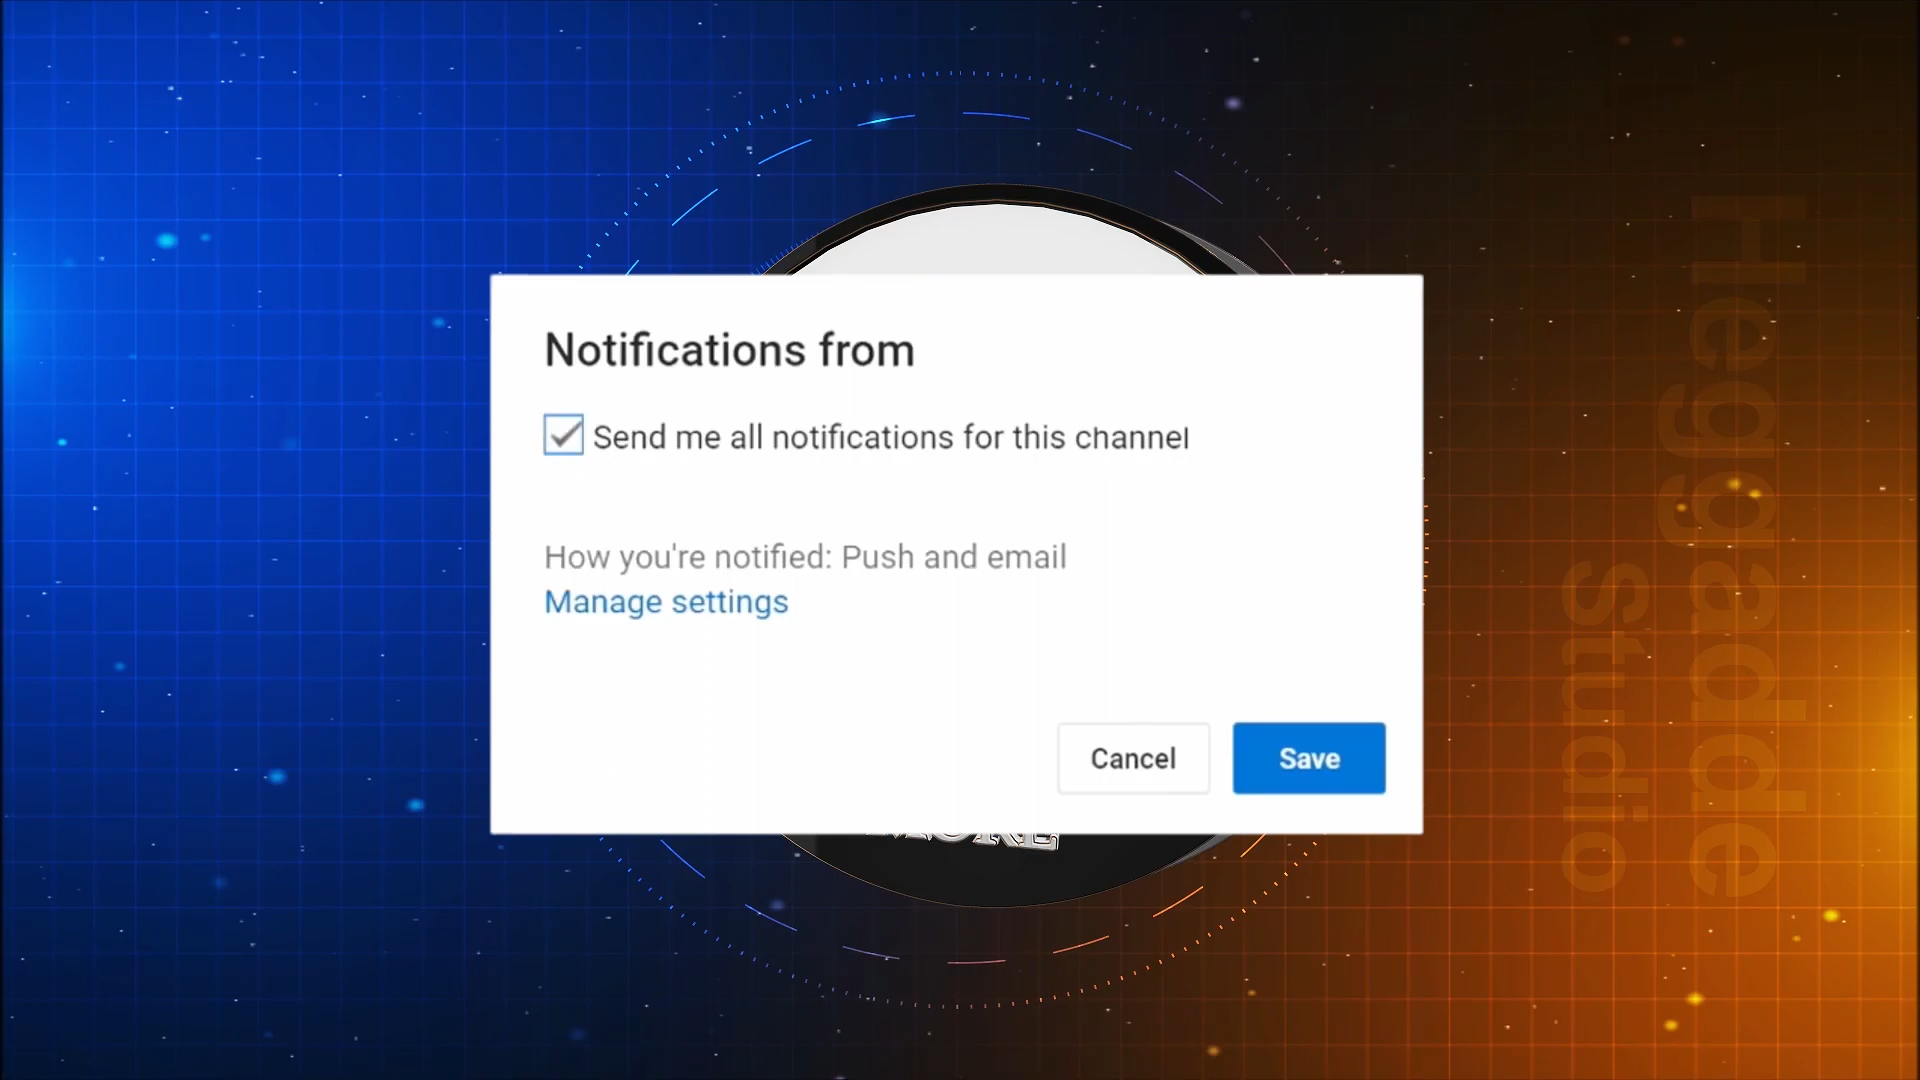 Notifications from
Send me all notifications for this channel
How you're notified: Push and email
Manage settings
Cancel
Save
Heggadde
Studio